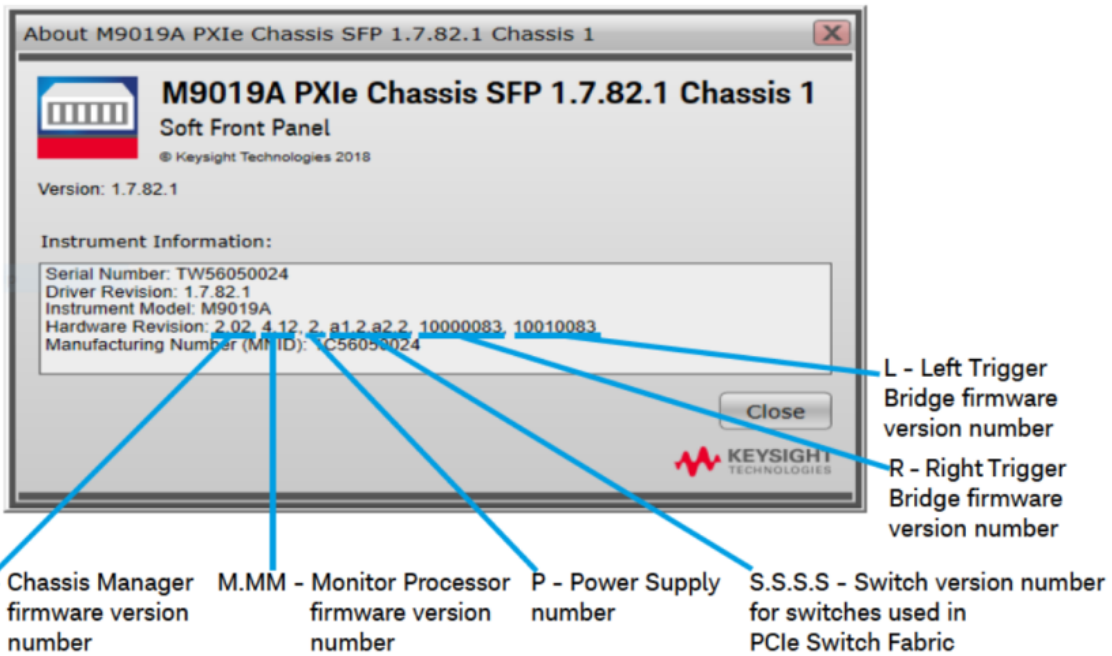 About M9019A PXIe Chassis SFP 1.7.82.1 Chassis 1
M9019A PXIe Chassis SFP 1.7.82.1 Chassis 1
Soft Front Panel
© Keysight Technologies 2018
Version: 1.7.82.1
Instrument Information:
Serial Number: TW56050024
Driver Revision: 1.7.82.1
Instrument Model: M9019A
Hardware Revision: 2.02, 4.12, 2, a1.2.a2.2, 10000083, 10010083
Manufacturing Number (MNID): TC56050024
Close
KEYSIGHT
TECHNOLOGIES
L - Left Trigger
Bridge firmware
version number
R - Right Trigger
Bridge firmware
version number
Chassis Manager
firmware version
number
M.MM - Monitor Processor
firmware version
number
P - Power Supply
number
S.S.S.S - Switch version number
for switches used in
PCIe Switch Fabric